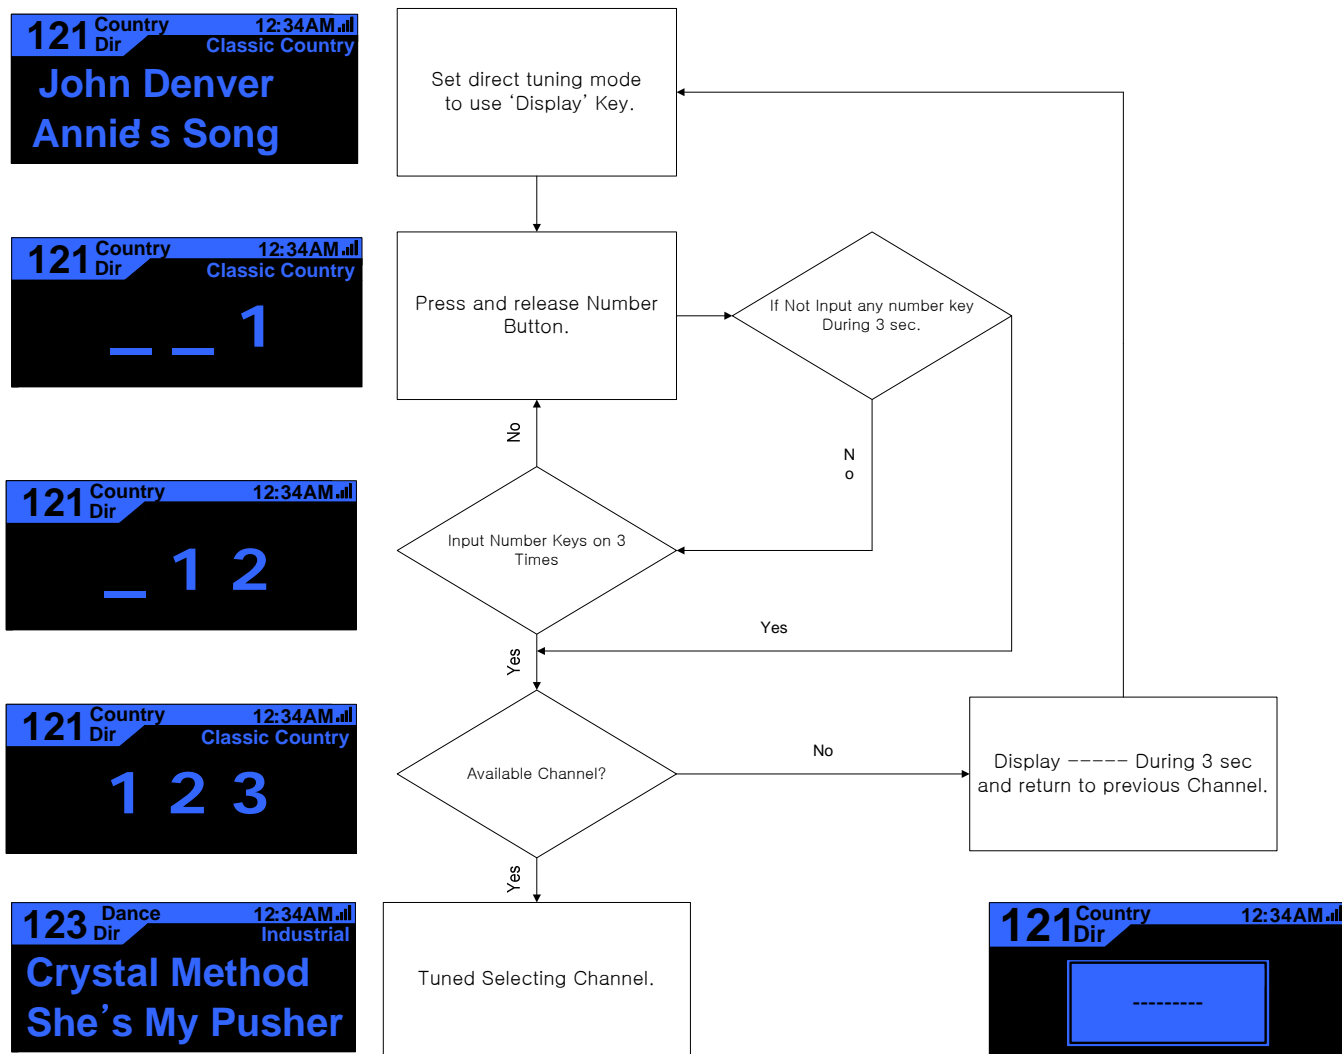 121 Country 12:34AM
Dir Classic Country
John Denver
Annie's Song
Set direct tuning mode
to use ‘Display’ Key.
121 Country 12:34AM
Dir Classic Country
_ _ 1
Press and release Number
Button.
If Not Input any number key
During 3 sec.
No
N
o
121 Country 12:34AM
Dir
_ 1 2
Input Number Keys on 3
Times
Yes
Yes
121 Country 12:34AM
Dir Classic Country
1 2 3
Available Channel?
No
Display ----- During 3 sec
and return to previous Channel.
Yes
123 Dance 12:34AM
Dir Industrial
Crystal Method
She’s My Pusher
Tuned Selecting Channel.
121 Country 12:34AM
Dir
---------